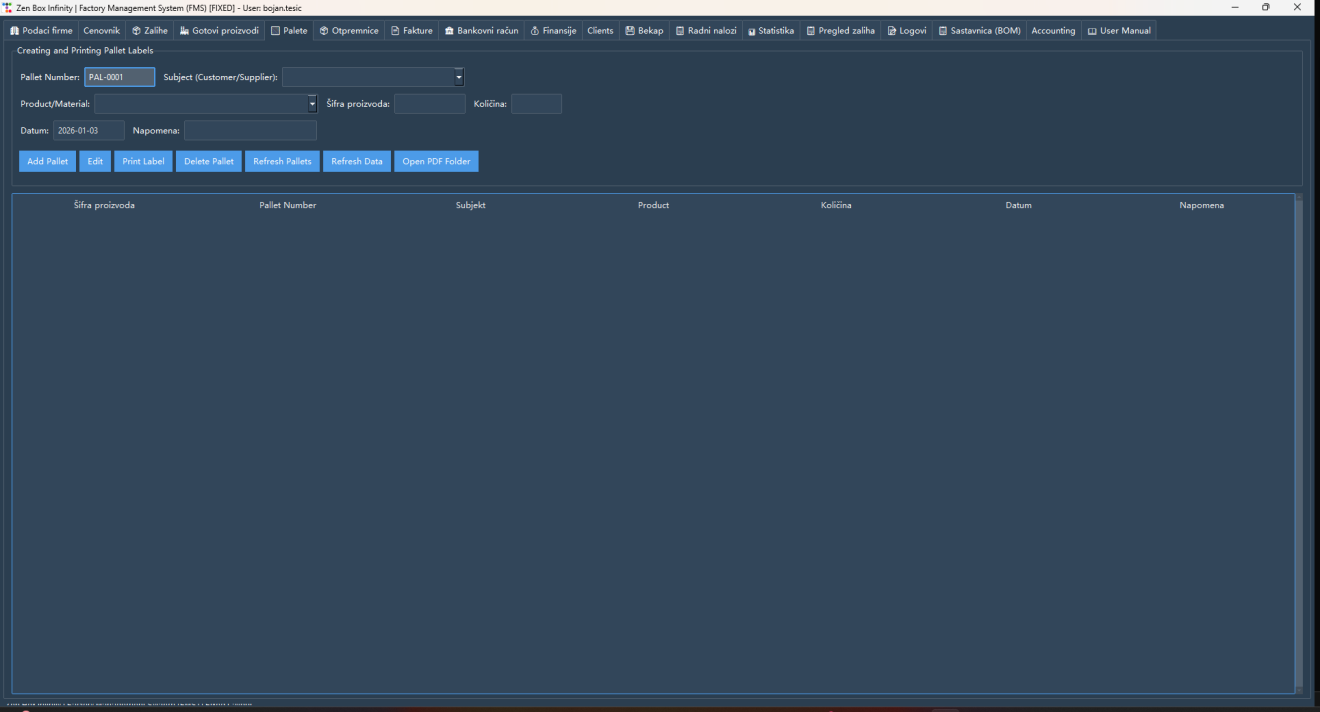 Zen Box Infinity | Factory Management System (FMS) [FIXED] - User: bojan.tesic
Podaci firme Cenovnik Zalihe Gotovi proizvodi Palete Otpremnice Fakture Bankovni račun Finansije Clients Bekap Radni nalozi Statistika Pregled zaliha Logovi Sastavnica (BOM) Accounting User Manual
Creating and Printing Pallet Labels
Pallet Number: PAL-0001 Subject (Customer/Supplier):
Product/Material: Šifra proizvoda: Količina:
Datum: 2026-01-03 Napomena:
Add Pallet Edit Print Label Delete Pallet Refresh Pallets Refresh Data Open PDF Folder
Šifra proizvoda Pallet Number Subjekt Product Količina Datum Napomena